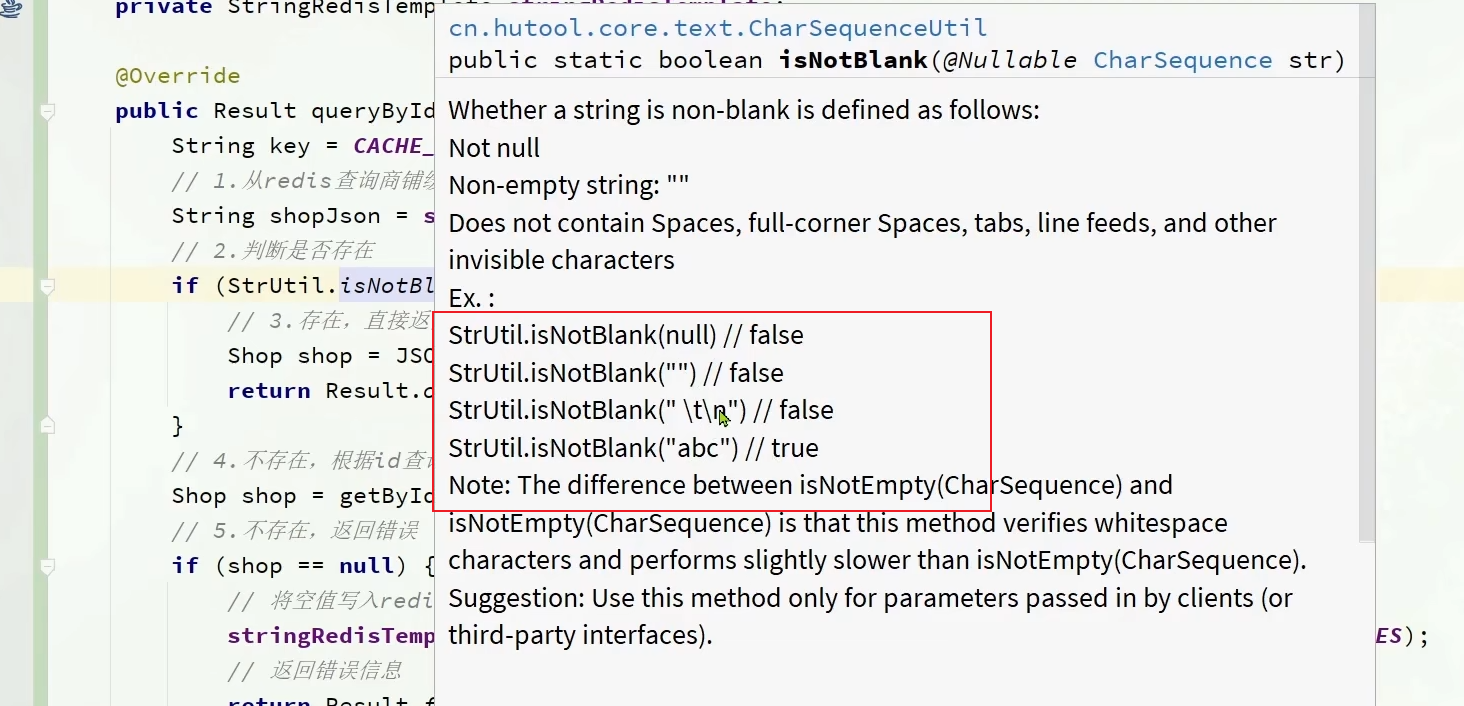 private StringRedisTemplate stringRedisTemplate;
cn.hutool.core.text.CharSequenceUtil
public static boolean isNotBlank(@Nullable CharSequence str)
@Override
public Result queryById
Whether a string is non-blank is defined as follows:
String key = CACHE_
Not null
// 1.从redis查询商铺缓
Non-empty string: ""
String shopJson = s
Does not contain Spaces, full-corner Spaces, tabs, line feeds, and other
// 2.判断是否存在
invisible characters
if (StrUtil.isNotBl
Ex. :
// 3.存在，直接返
StrUtil.isNotBlank(null) // false
Shop shop = JSO
StrUtil.isNotBlank("") // false
return Result.o
StrUtil.isNotBlank(" \t\n") // false
}
StrUtil.isNotBlank("abc") // true
// 4.不存在，根据id查询
Note: The difference between isNotEmpty(CharSequence) and
Shop shop = getById
isNotEmpty(CharSequence) is that this method verifies whitespace
// 5.不存在，返回错误
characters and performs slightly slower than isNotEmpty(CharSequence).
if (shop == null) {
Suggestion: Use this method only for parameters passed in by clients (or
// 将空值写入redi
third-party interfaces).
stringRedisTemp
ES);
// 返回错误信息
return Result.f